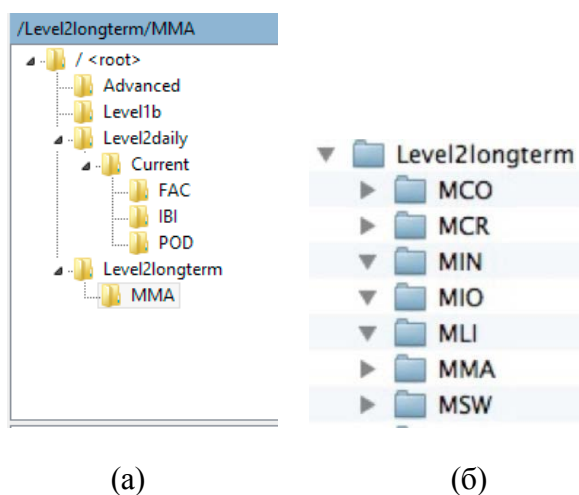 /Level2longterm/MMA
/ <root>
Advanced
Level1b
Level2daily
Current
FAC
IBI
POD
Level2longterm
MMA
Level2longterm
MCO
MCR
MIN
MIO
MLI
MMA
MSW
(а)
(б)